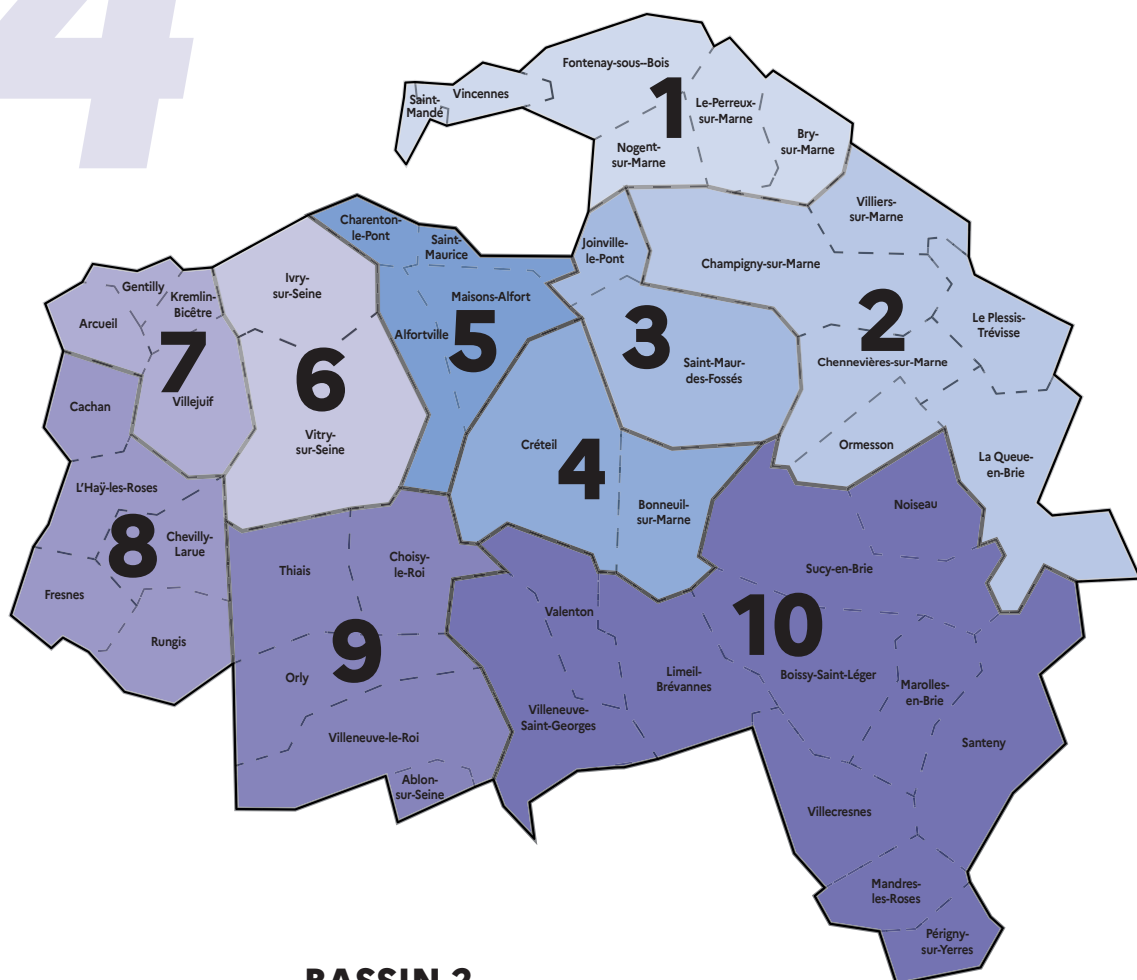 4
Fontenay-sous--Bois
Vincennes
Saint-
Mandé
1
Le-Perreux-
sur-Marne
Bry-
sur-Marne
Nogent-
sur-Marne
Villiers-
sur-Marne
Charenton-
le-Pont
Saint-
Maurice
Joinville-
le-Pont
Champigny-sur-Marne
Gentilly
Kremlin-
Bicêtre
Ivry-
sur-Seine
Maisons-Alfort
Arcueil
Alfortville
5
3
2
Le Plessis-
Trévisse
7
6
Saint-Maur-
des-Fossés
Chennevières-sur-Marne
Cachan
Villejuif
Vitry-
sur-Seine
Créteil
4
Ormesson
La Queue-
en-Brie
L'Haÿ-les-Roses
Bonneuil-
sur-Marne
Noiseau
8
Chevilly-
Larue
Thiais
Choisy-
le-Roi
Sucy-en-Brie
Fresnes
Valenton
10
Rungis
9
Orly
Limeil-
Brévannes
Boissy-Saint-Léger
Marolles-
en-Brie
Villeneuve-
Saint-Georges
Villeneuve-le-Roi
Santeny
Ablon-
sur-Seine
Villecresnes
Mandres-
les-Roses
Périgny-
sur-Yerres
BASSIN 2